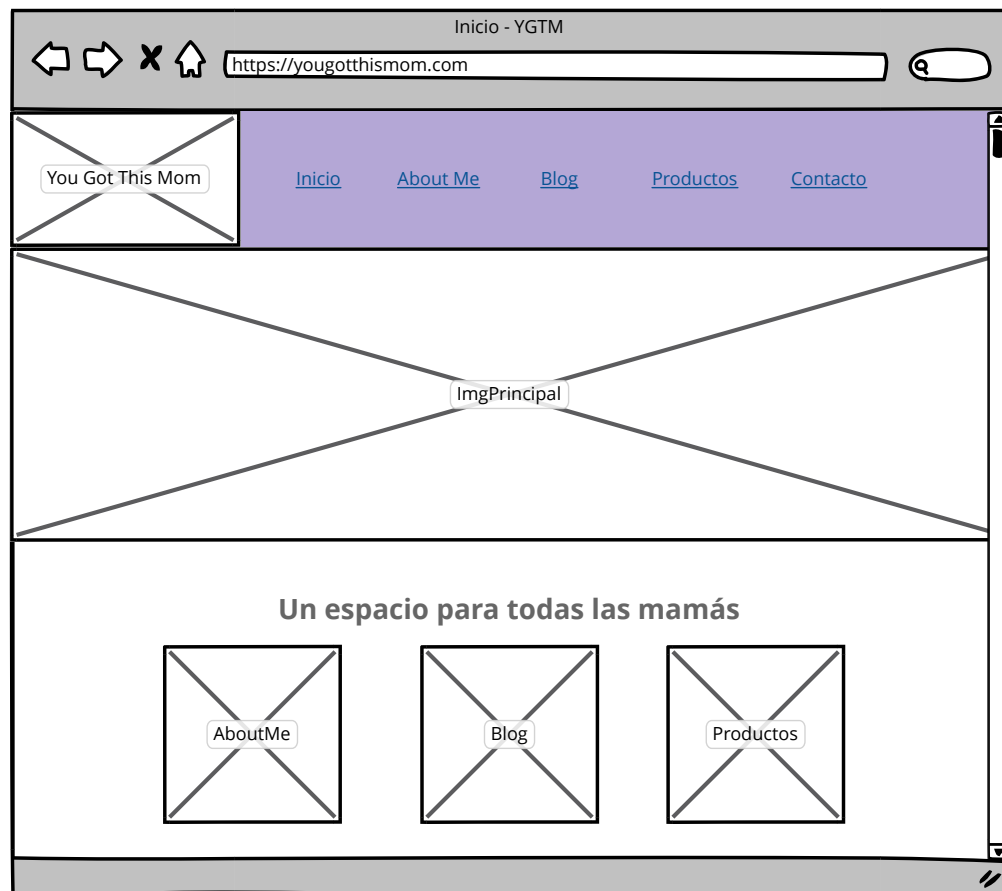 Inicio - YGTM
https://yougotthismom.com
You Got This Mom
Inicio About Me Blog Productos Contacto
ImgPrincipal
Un espacio para todas las mamás
AboutMe Blog Productos